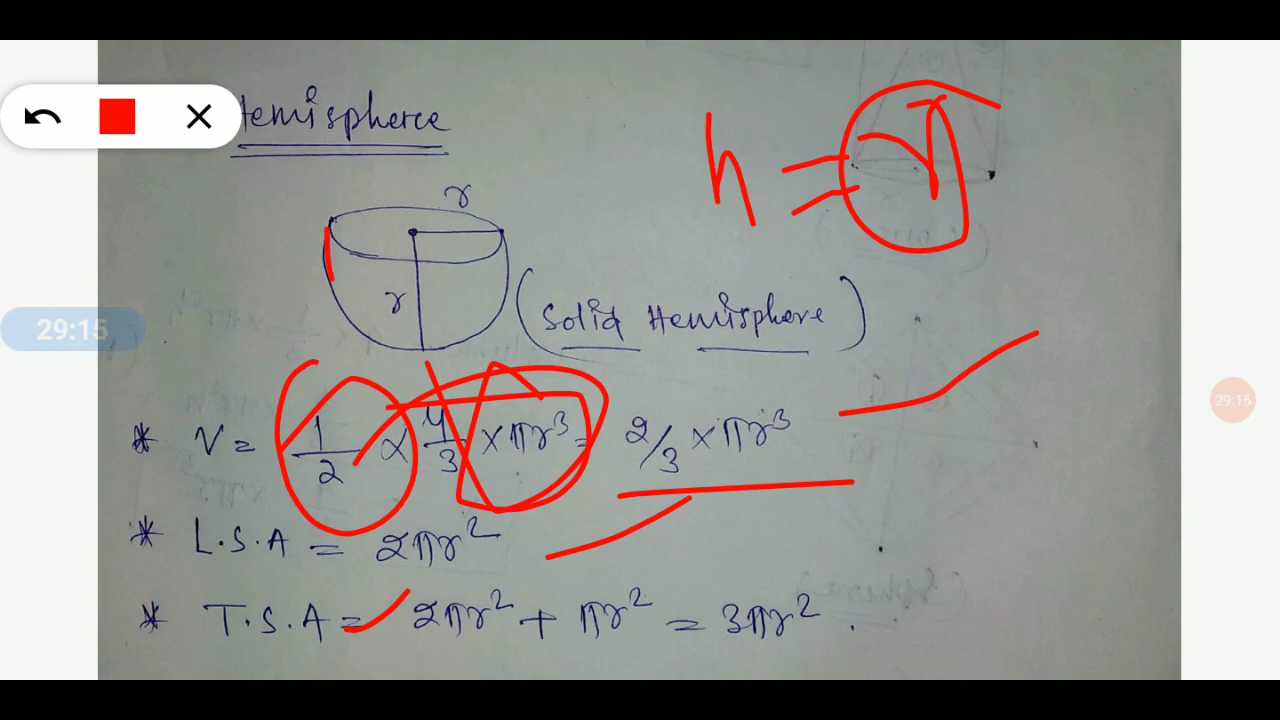 Hemisphere
h = r
r
r
(Solid Hemisphere)
29:15
29:15
* V = 1/2 × 4/3 × πr³ = 2/3 × πr³
* L.S.A = 2πr²
* T.S.A = 2πr² + πr² = 3πr².